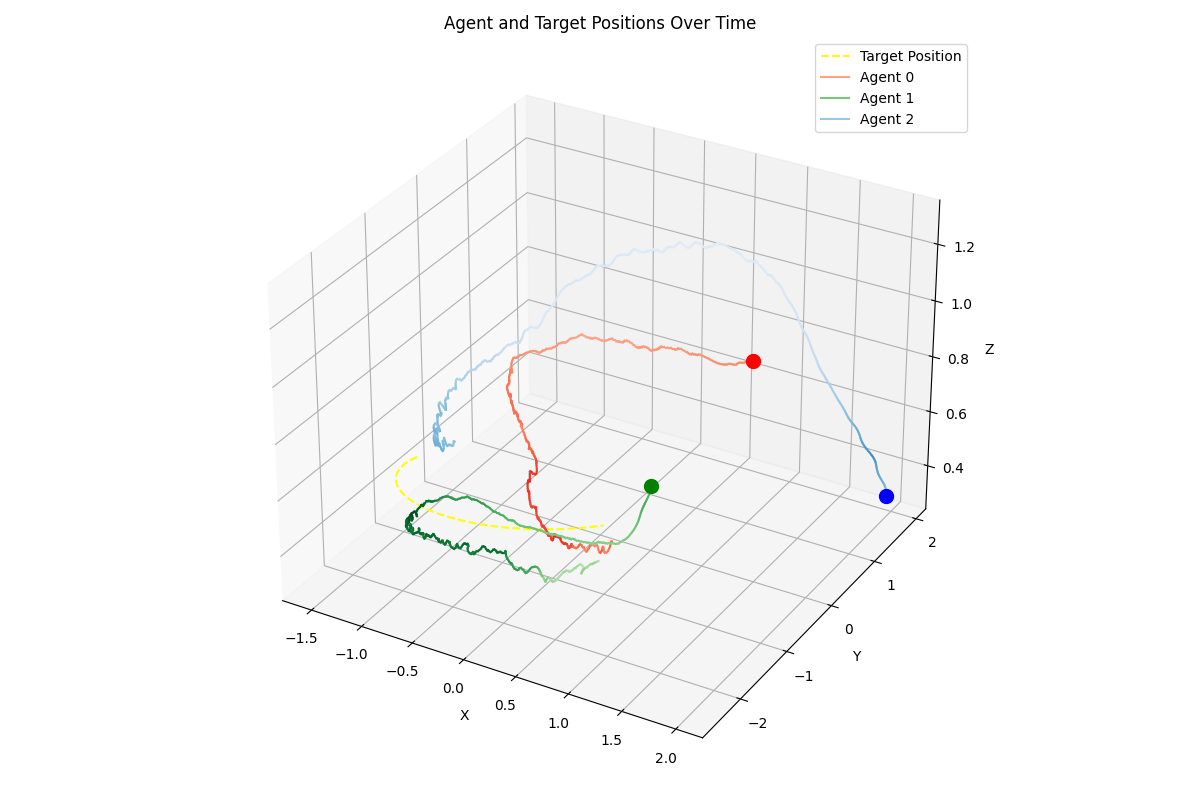 Agent and Target Positions Over Time
Target Position
Agent 0
Agent 1
Agent 2
1.2
1.0
Z
0.8
0.6
0.4
2
1
0
Y
−1
−2
−1.5
−1.0
−0.5
0.0
0.5
1.0
1.5
2.0
X